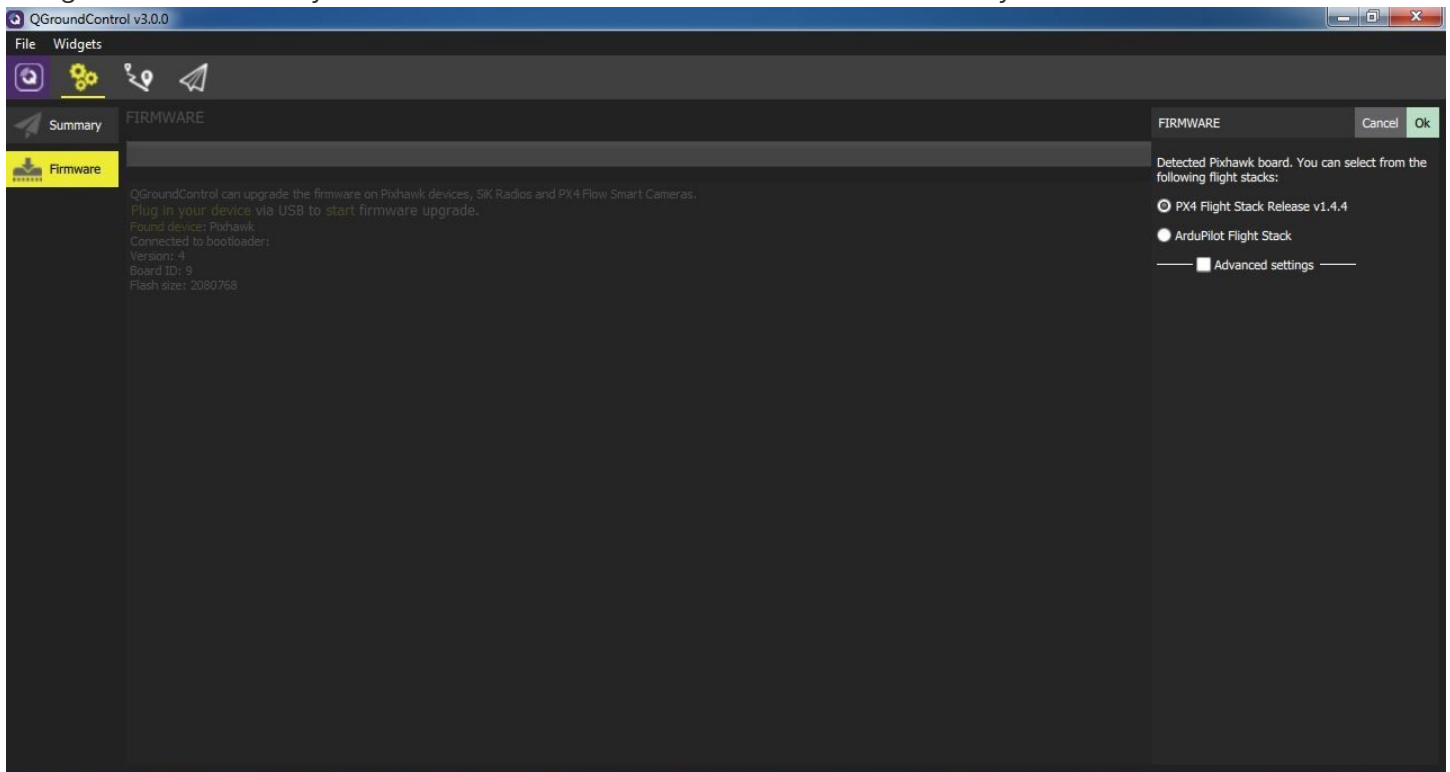 QGroundControl v3.0.0
File Widgets
Summary
Firmware
FIRMWARE
QGroundControl can upgrade the firmware on Pixhawk devices, SiK Radios and PX4 Flow Smart Cameras.
Plug in your device via USB to start firmware upgrade.
Found device: Pixhawk
Connected to bootloader:
Version: 4
Board ID: 9
Flash size: 2080768
FIRMWARE Cancel Ok
Detected Pixhawk board. You can select from the
following flight stacks:
PX4 Flight Stack Release v1.4.4
ArduPilot Flight Stack
Advanced settings